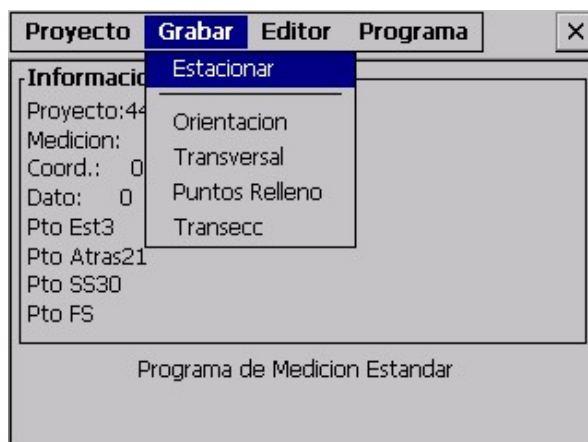 Proyecto Grabar Editor Programa
Estacionar
Orientacion
Transversal
Puntos Relleno
Transecc
Informacio
Proyecto:44
Medicion:
Coord.: 0
Dato: 0
Pto Est3
Pto Atras21
Pto SS30
Pto FS
Programa de Medicion Estandar